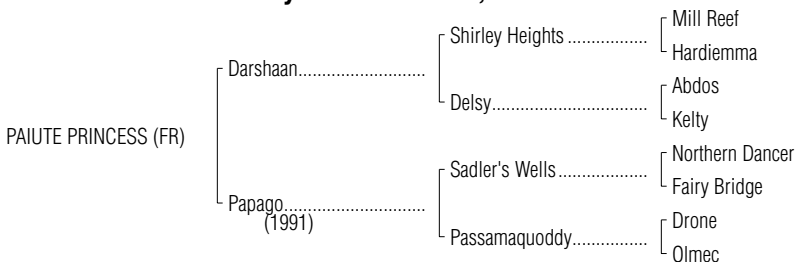 Mill Reef
Shirley Heights ................
Hardiemma
Darshaan...........................
Abdos
Delsy...............................
Kelty
PAIUTE PRINCESS (FR)
Northern Dancer
Sadler's Wells ..................
Fairy Bridge
Papago..............................
(1991)
Drone
Passamaquoddy...............
Olmec